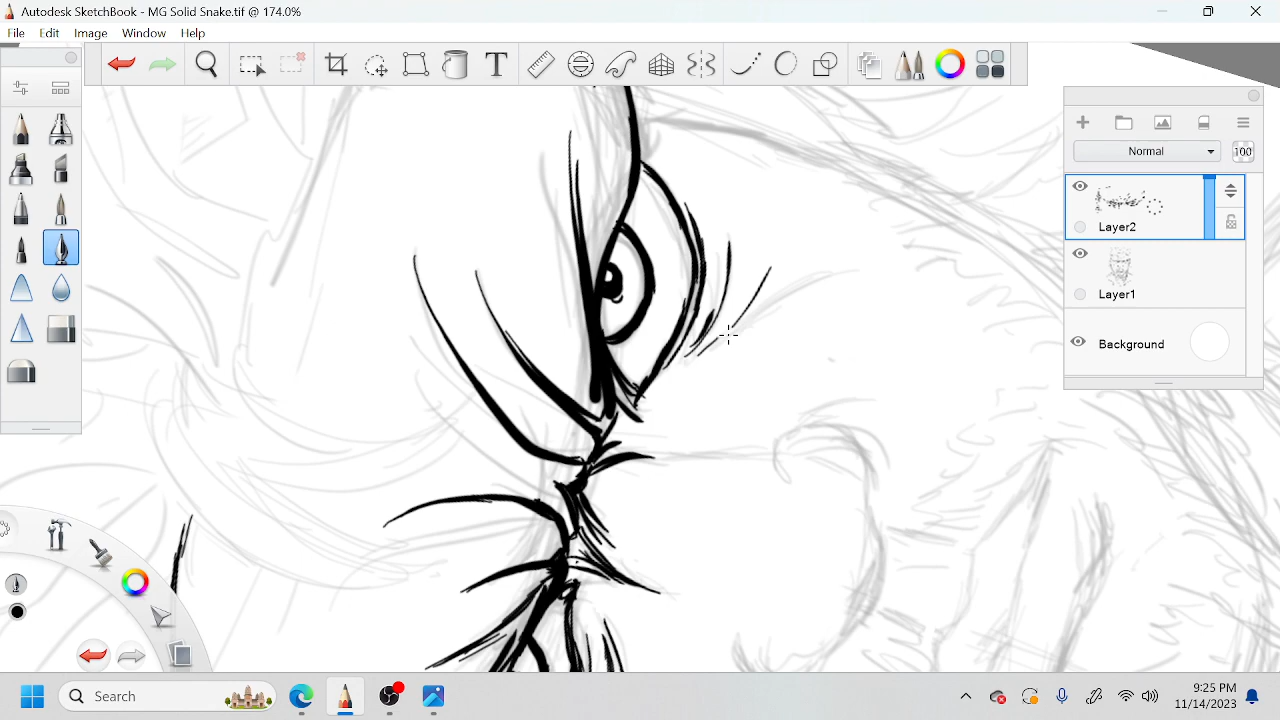 Autodesk SketchBook - MG Solid Snake.tif @ 174.0%
File Edit Image Window Help
T
Normal 100
Layer2
Layer1
Background
Search
9:25 PM
11/14/2023